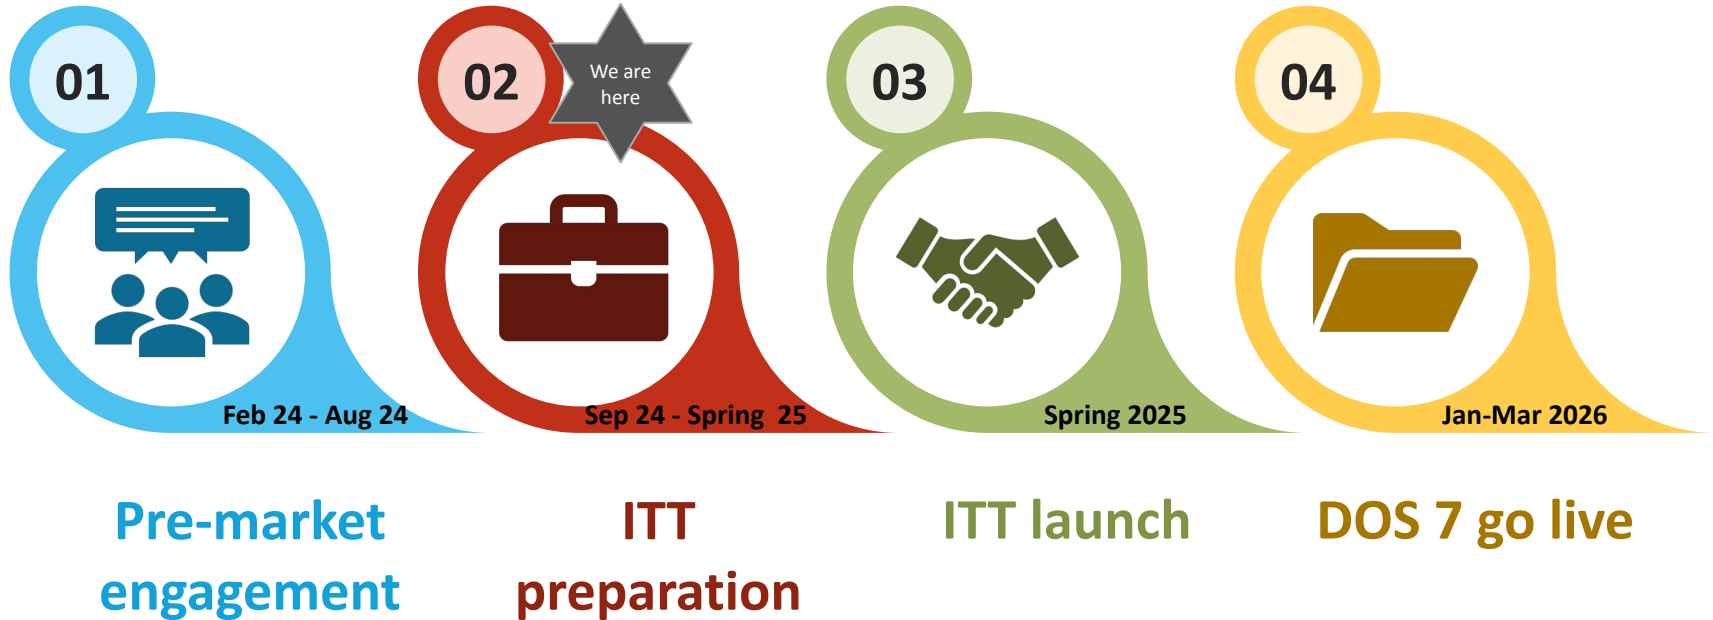 01
02
We are
here
03
04
Feb 24 - Aug 24
Sep 24 - Spring  25
Spring 2025
Jan-Mar 2026
Pre-market
engagement
ITT
preparation
ITT launch
DOS 7 go live